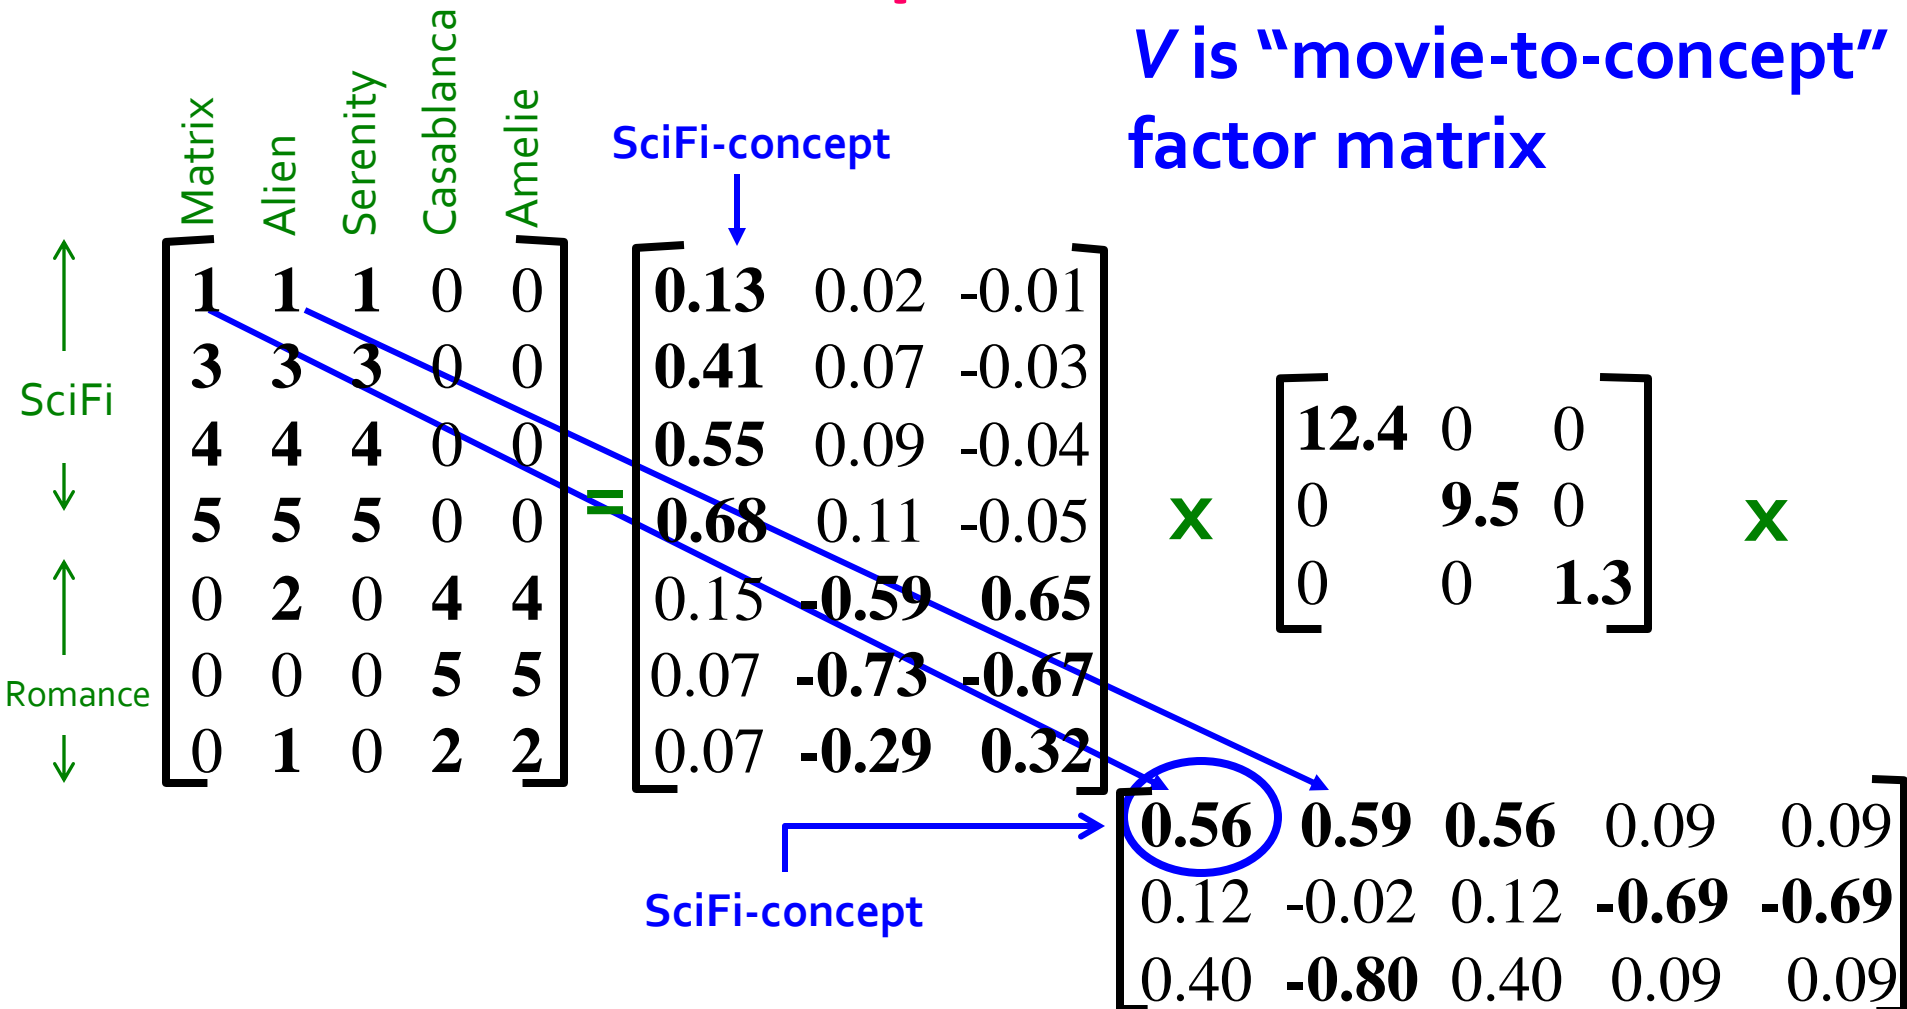 V is “movie-to-concept”
factor matrix
Matrix
Alien
Serenity
Casablanca
Amelie
SciFi-concept
SciFi
Romance
1 1 1 0 0
3 3 3 0 0
4 4 4 0 0
5 5 5 0 0
0 2 0 4 4
0 0 0 5 5
0 1 0 2 2
=
0.13 0.02 -0.01
0.41 0.07 -0.03
0.55 0.09 -0.04
0.68 0.11 -0.05
0.15 -0.59 0.65
0.07 -0.73 -0.67
0.07 -0.29 0.32
x
12.4 0 0
0 9.5 0
0 0 1.3
x
SciFi-concept
0.56 0.59 0.56 0.09 0.09
0.12 -0.02 0.12 -0.69 -0.69
0.40 -0.80 0.40 0.09 0.09